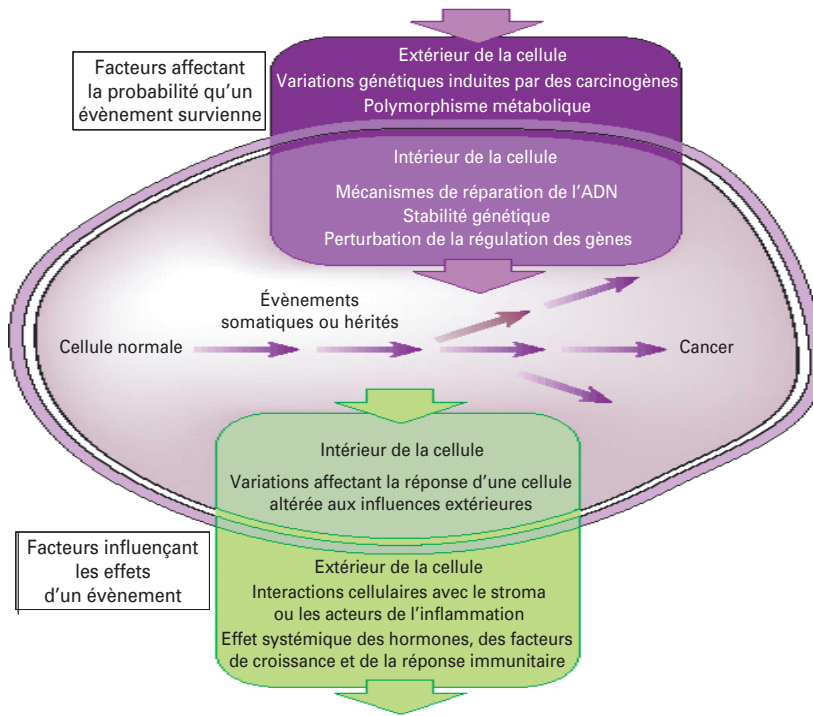 Facteurs affectant
la probabilité qu'un
évènement survienne
Extérieur de la cellule
Variations génétiques induites par des carcinogènes
Polymorphisme métabolique
Intérieur de la cellule
Mécanismes de réparation de l'ADN
Stabilité génétique
Perturbation de la régulation des gènes
Évènements
somatiques ou hérités
Cellule normale
Cancer
Intérieur de la cellule
Variations affectant la réponse d'une cellule
altérée aux influences extérieures
Facteurs influençant
les effets
d'un évènement
Extérieur de la cellule
Interactions cellulaires avec le stroma
ou les acteurs de l'inflammation
Effet systémique des hormones, des facteurs
de croissance et de la réponse immunitaire